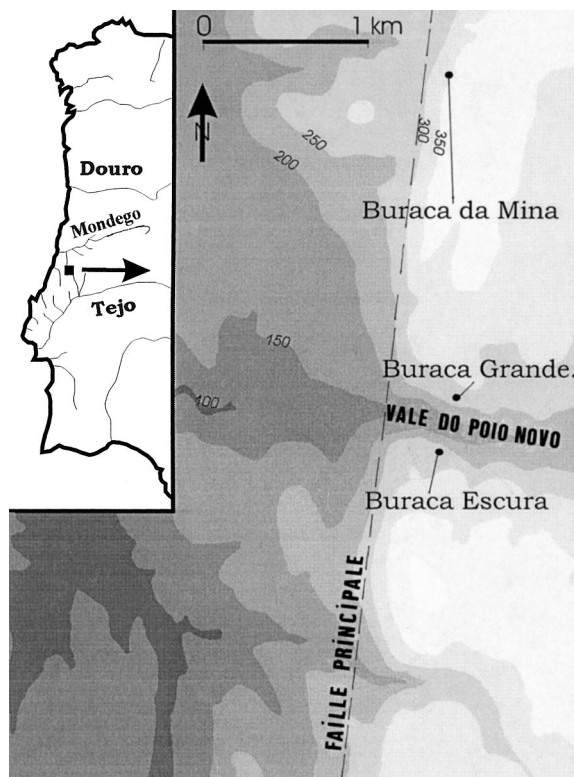 0 1 km
N
Douro
Mondego
Tejo
250
200
300
350
Buraca da Mina
150
100
Buraca Grande.
VALE DO POIO NOVO
Buraca Escura
FAILLE PRINCIPALE